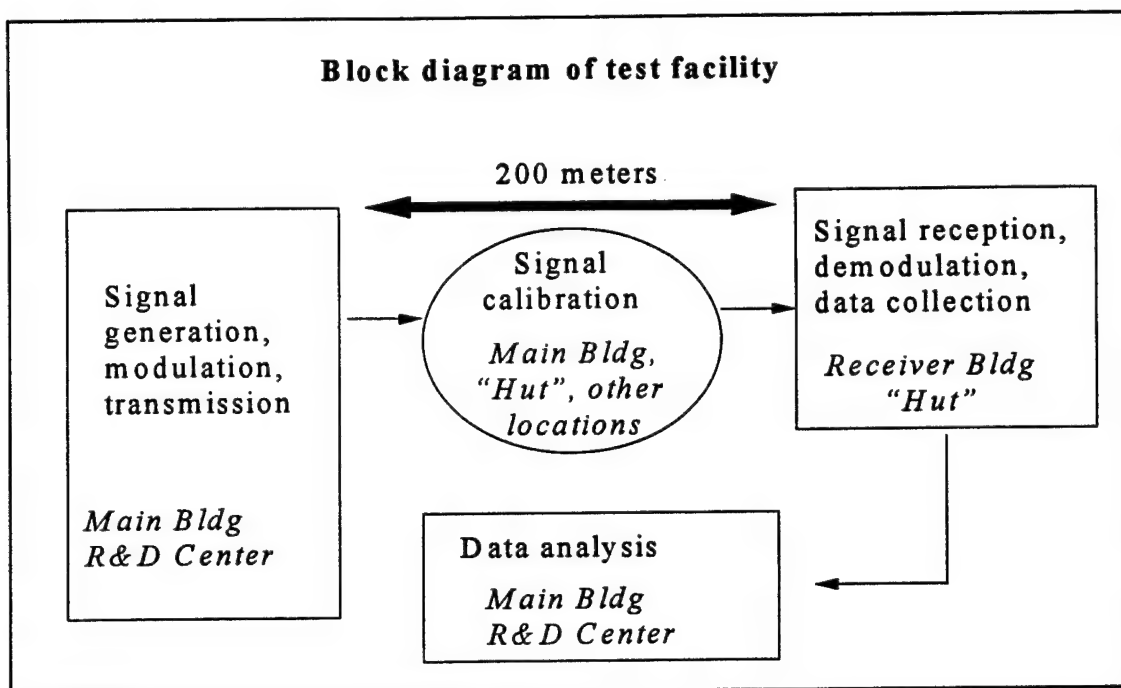 Block diagram of test facility
200 meters
Signal
generation,
modulation,
transmission
Main Bldg
R&D Center
Signal
calibration
Main Bldg,
“Hut”, other
locations
Signal reception,
demodulation,
data collection
Receiver Bldg
“Hut”
Data analysis
Main Bldg
R&D Center